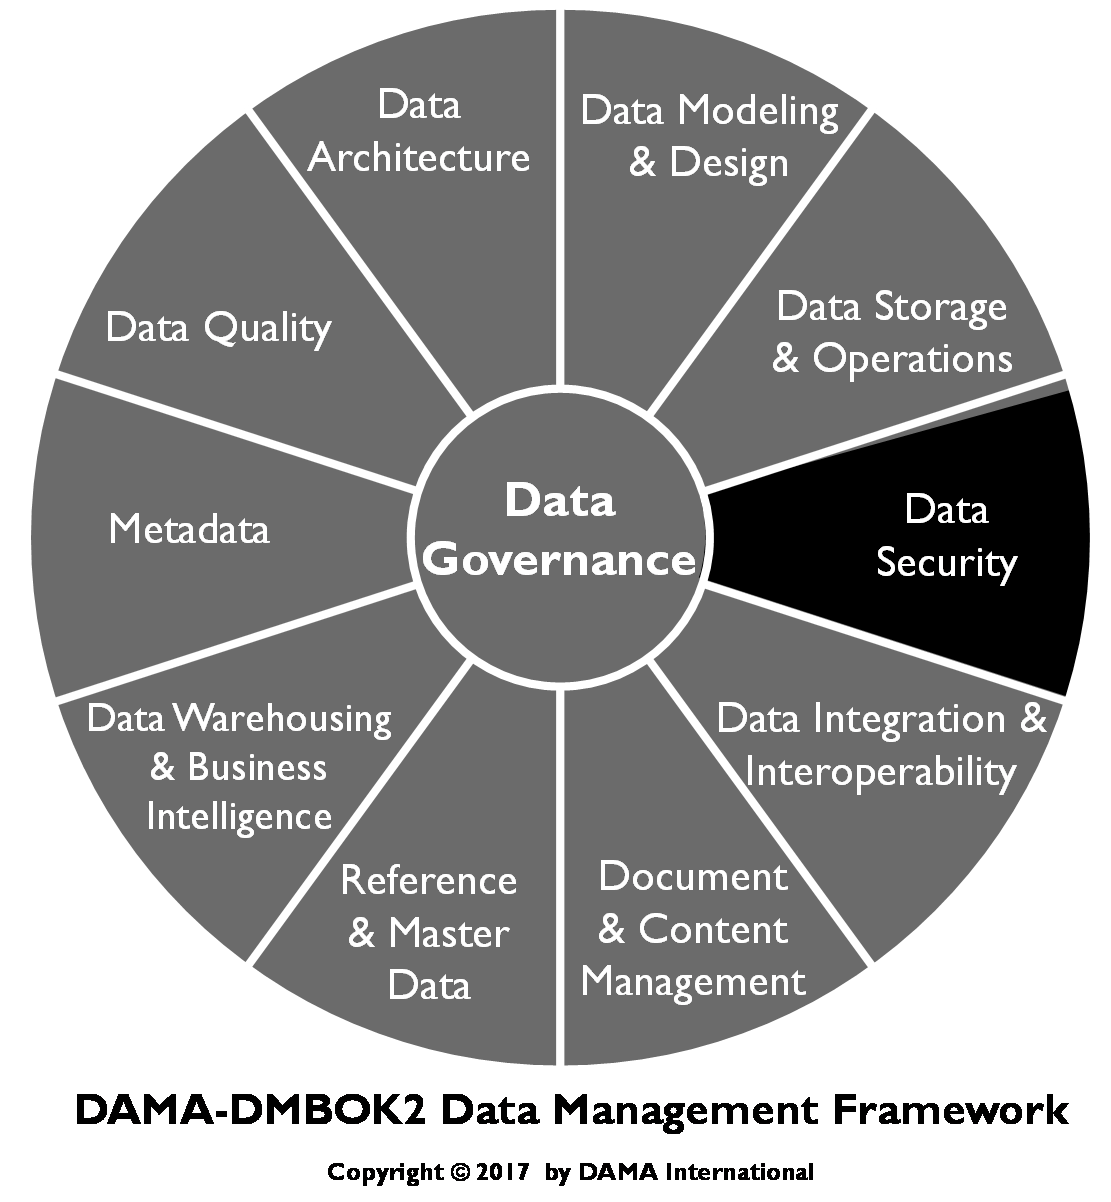 Data
Architecture
Data Modeling
& Design
Data Storage
& Operations
Data
Security
Data Integration &
Interoperability
Document
& Content
Management
Reference
& Master
Data
Data Warehousing
& Business
Intelligence
Metadata
Data Quality
Data
Governance
DAMA-DMBOK2 Data Management Framework
Copyright © 2017 by DAMA International